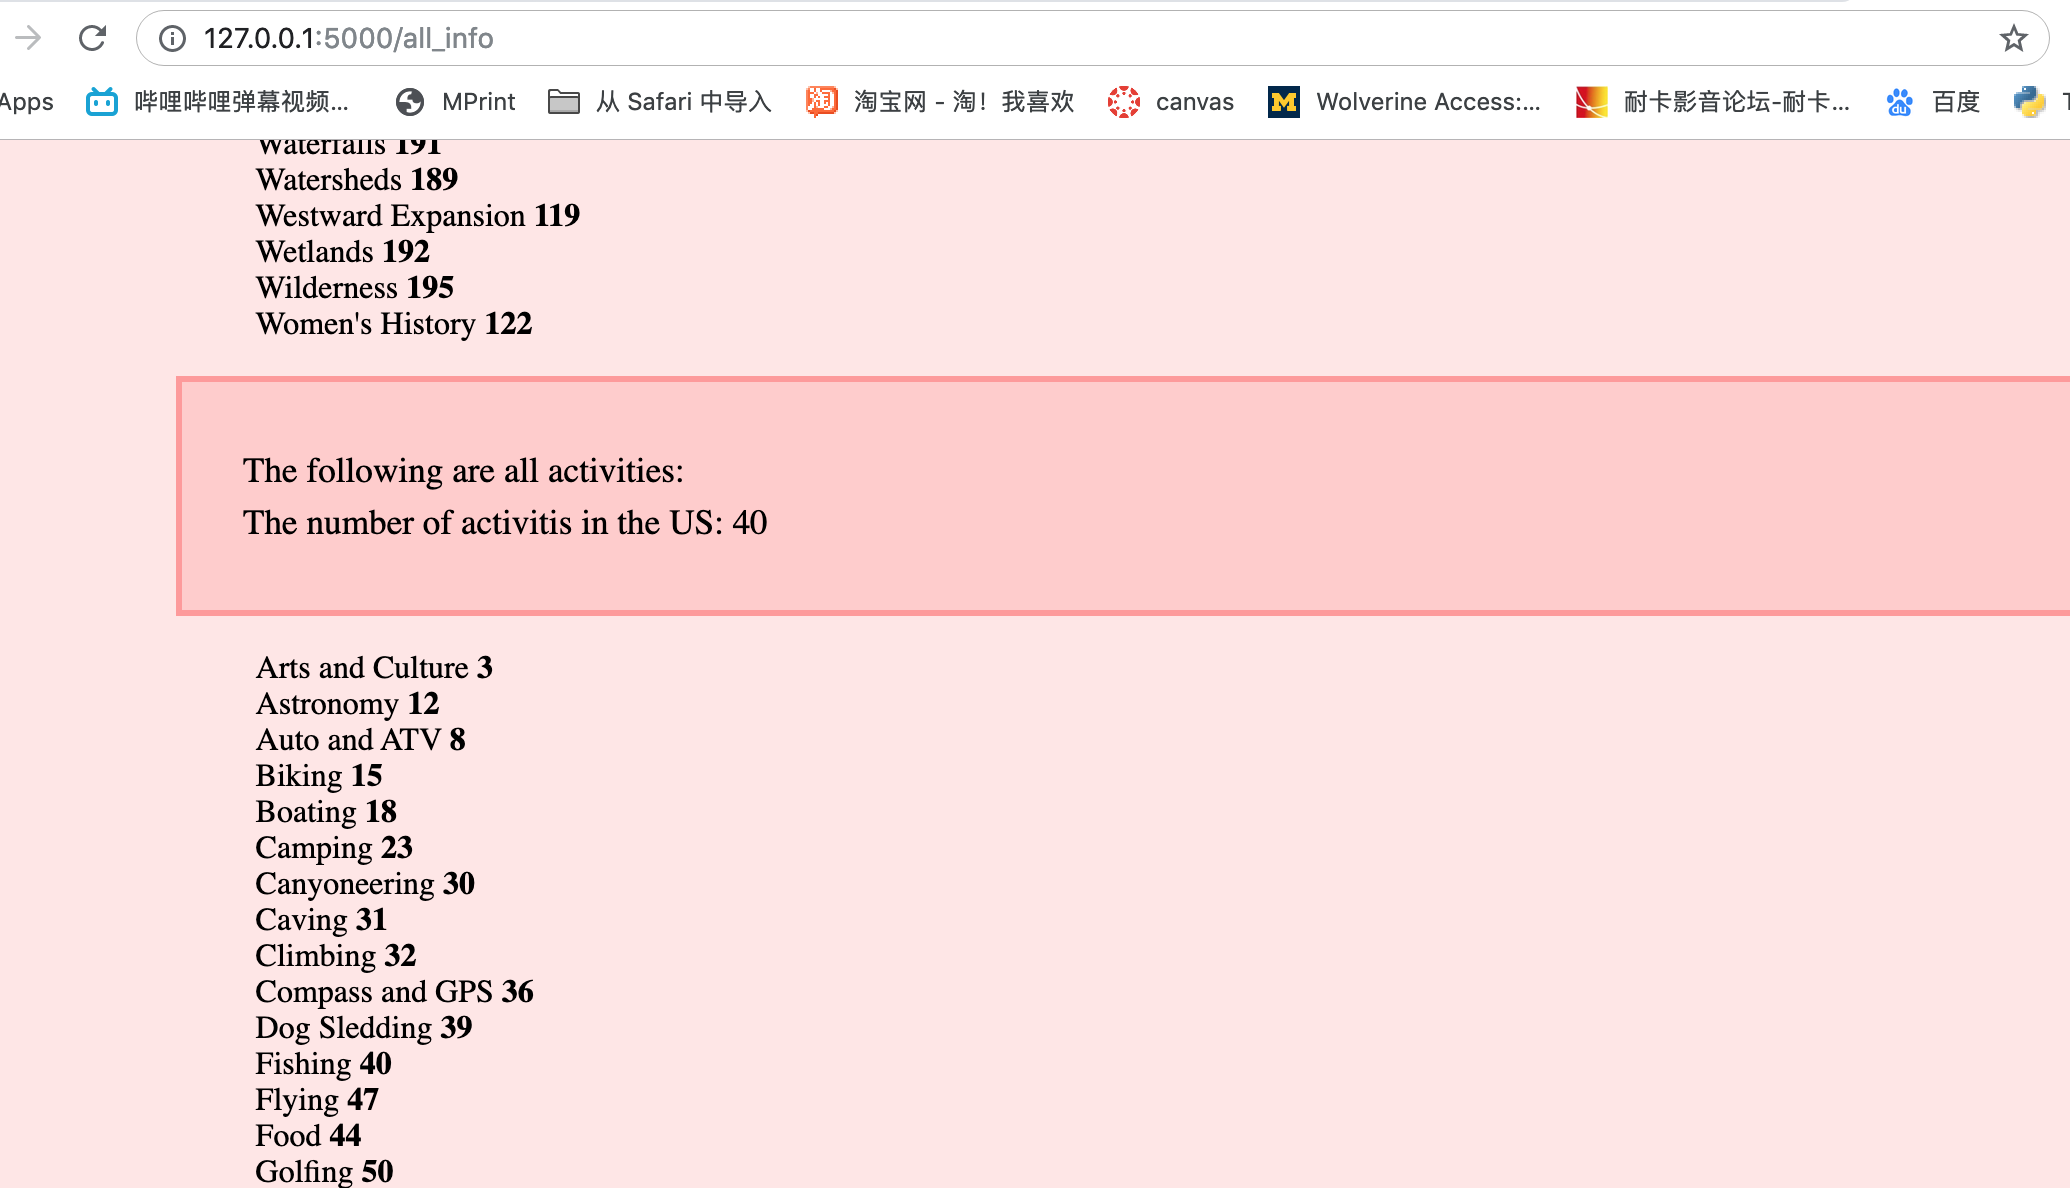 127.0.0.1:5000/all_info
Apps 哔哩哔哩弹幕视频... MPrint 从 Safari 中导入 淘 淘宝网 - 淘！我喜欢 canvas M Wolverine Access:... 耐卡影音论坛-耐卡... du 百度
Waterfalls 191
Watersheds 189
Westward Expansion 119
Wetlands 192
Wilderness 195
Women's History 122
The following are all activities:
The number of activitis in the US: 40
Arts and Culture 3
Astronomy 12
Auto and ATV 8
Biking 15
Boating 18
Camping 23
Canyoneering 30
Caving 31
Climbing 32
Compass and GPS 36
Dog Sledding 39
Fishing 40
Flying 47
Food 44
Golfing 50